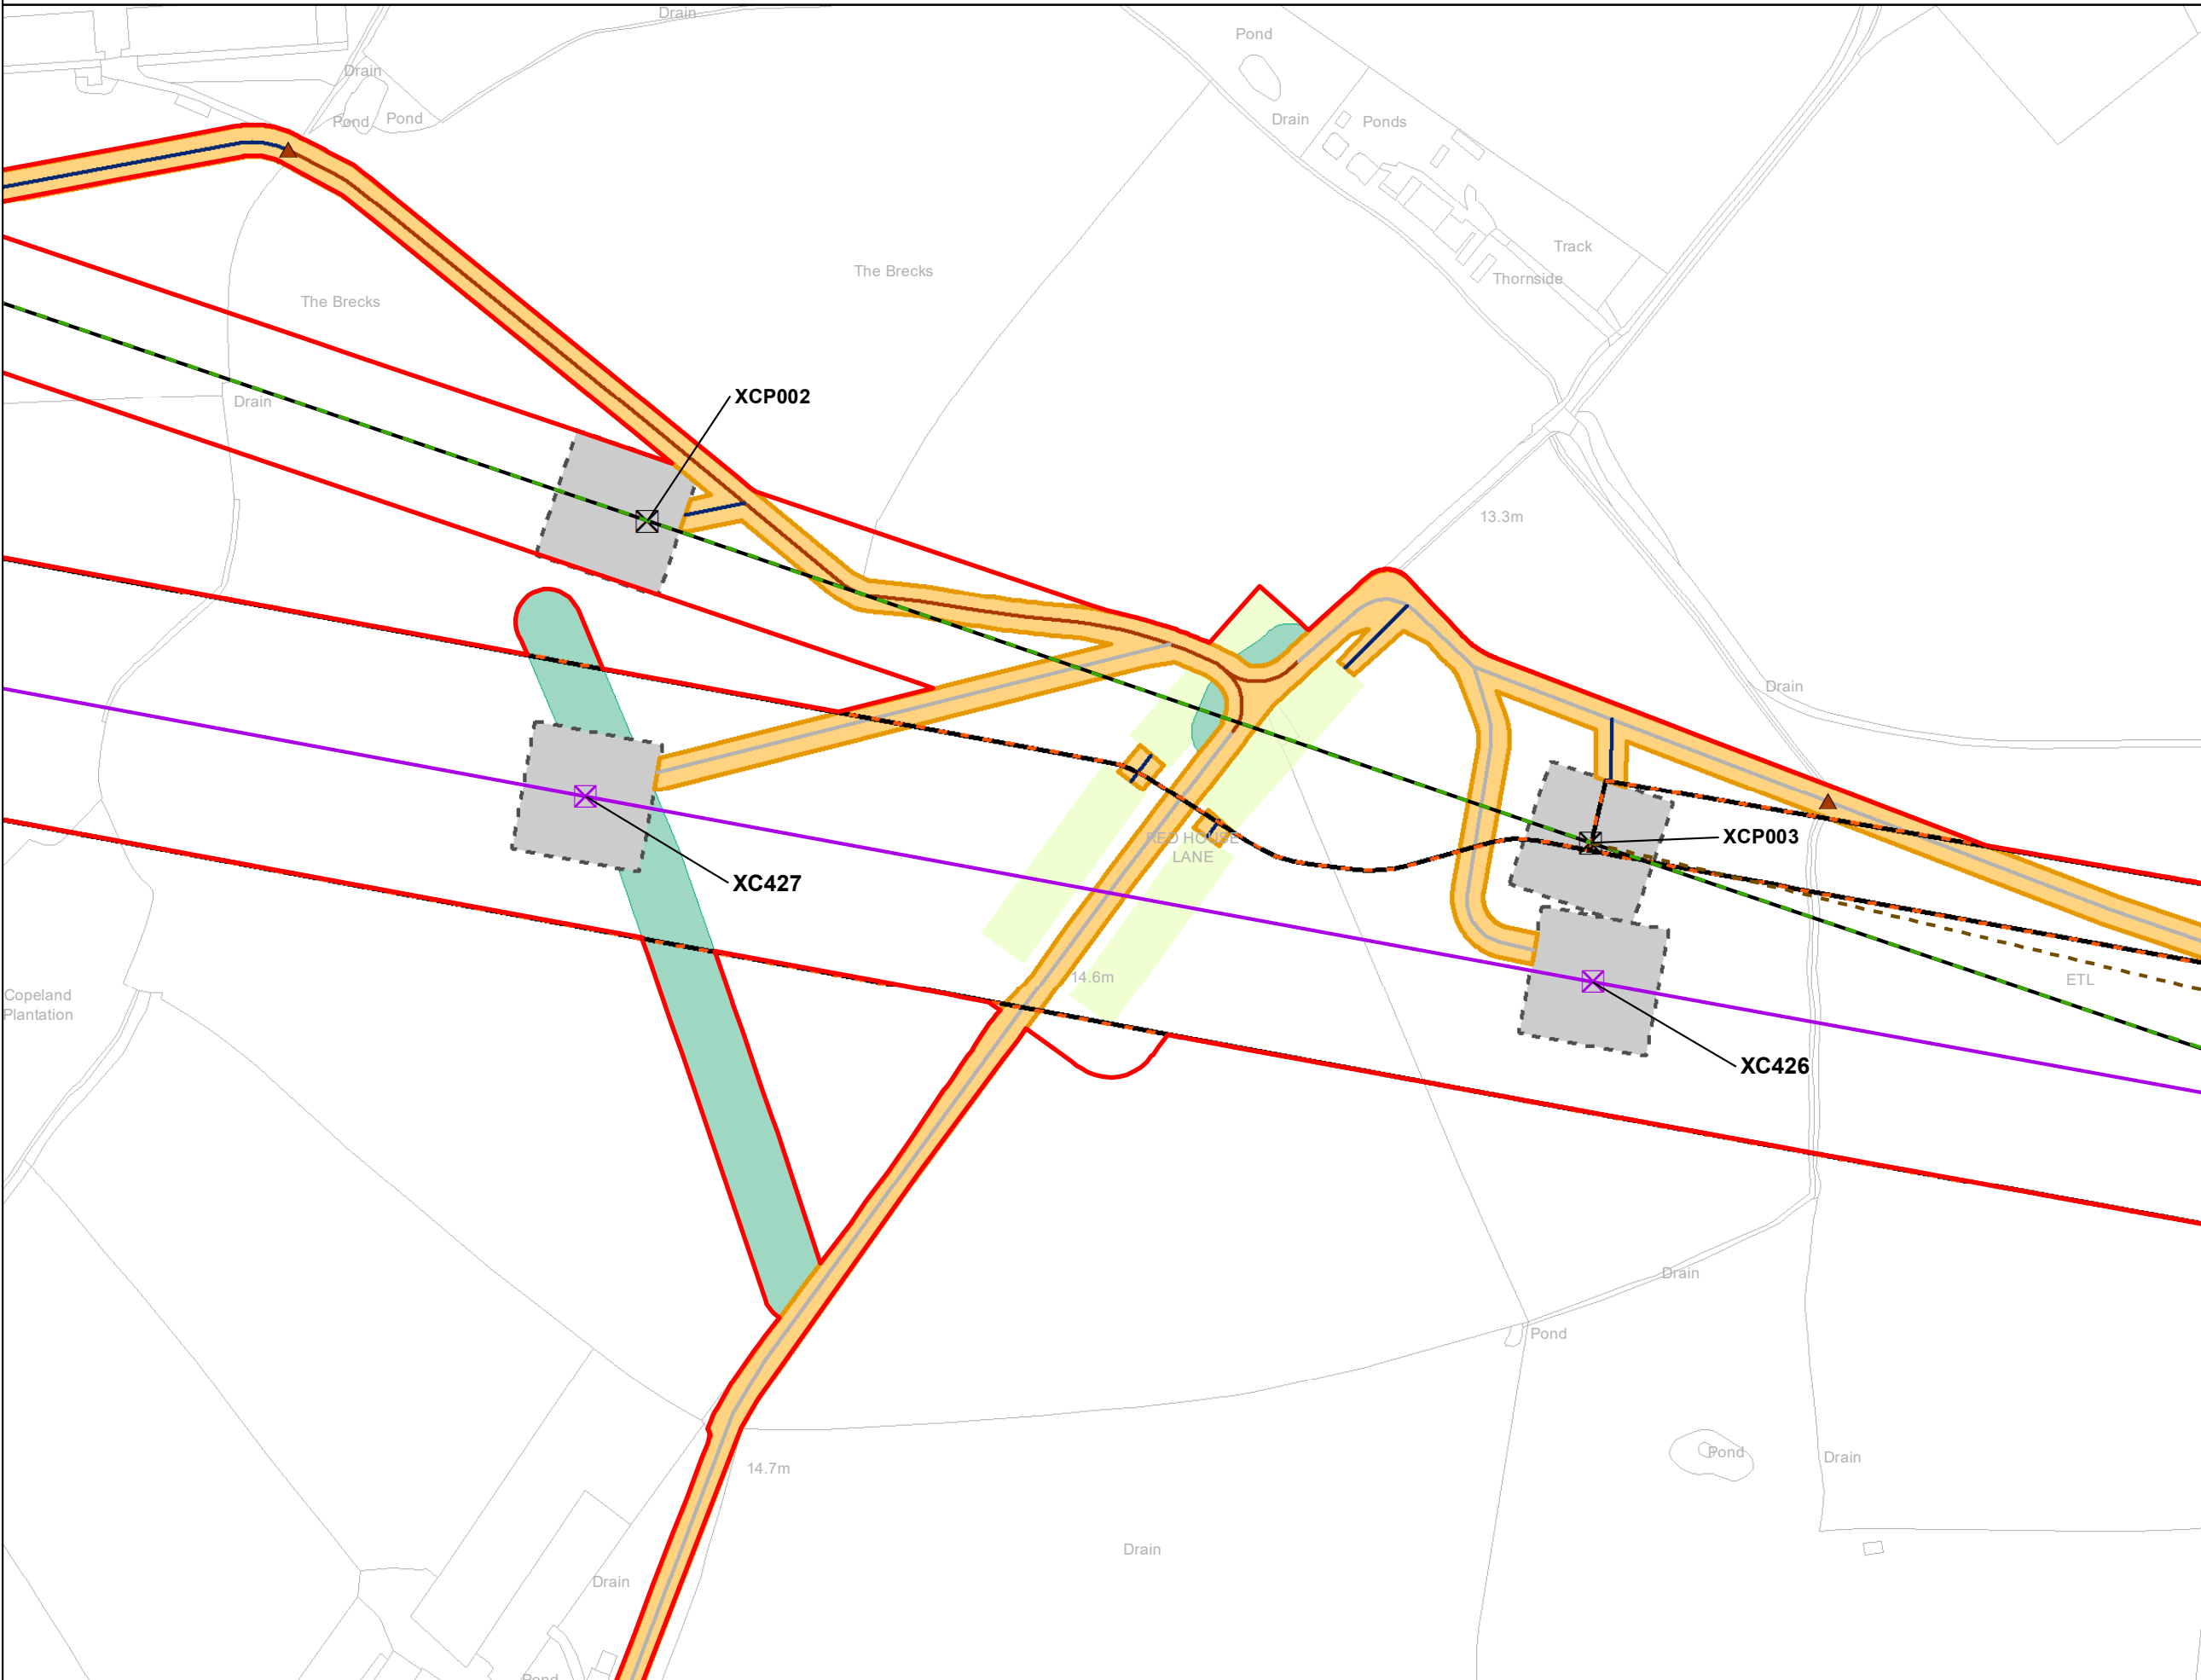 Drain
Pond
Drain
Pond
Pond
Drain
Ponds
Track
The Brecks
Thornside
The Brecks
XCP002
Drain
13.3m
Drain
RED HOUSE
LANE
XCP003
XC427
14.6m
ETL
Copeland
Plantation
XC426
Drain
Pond
Pond
Drain
14.7m
Drain
Drain
Pond